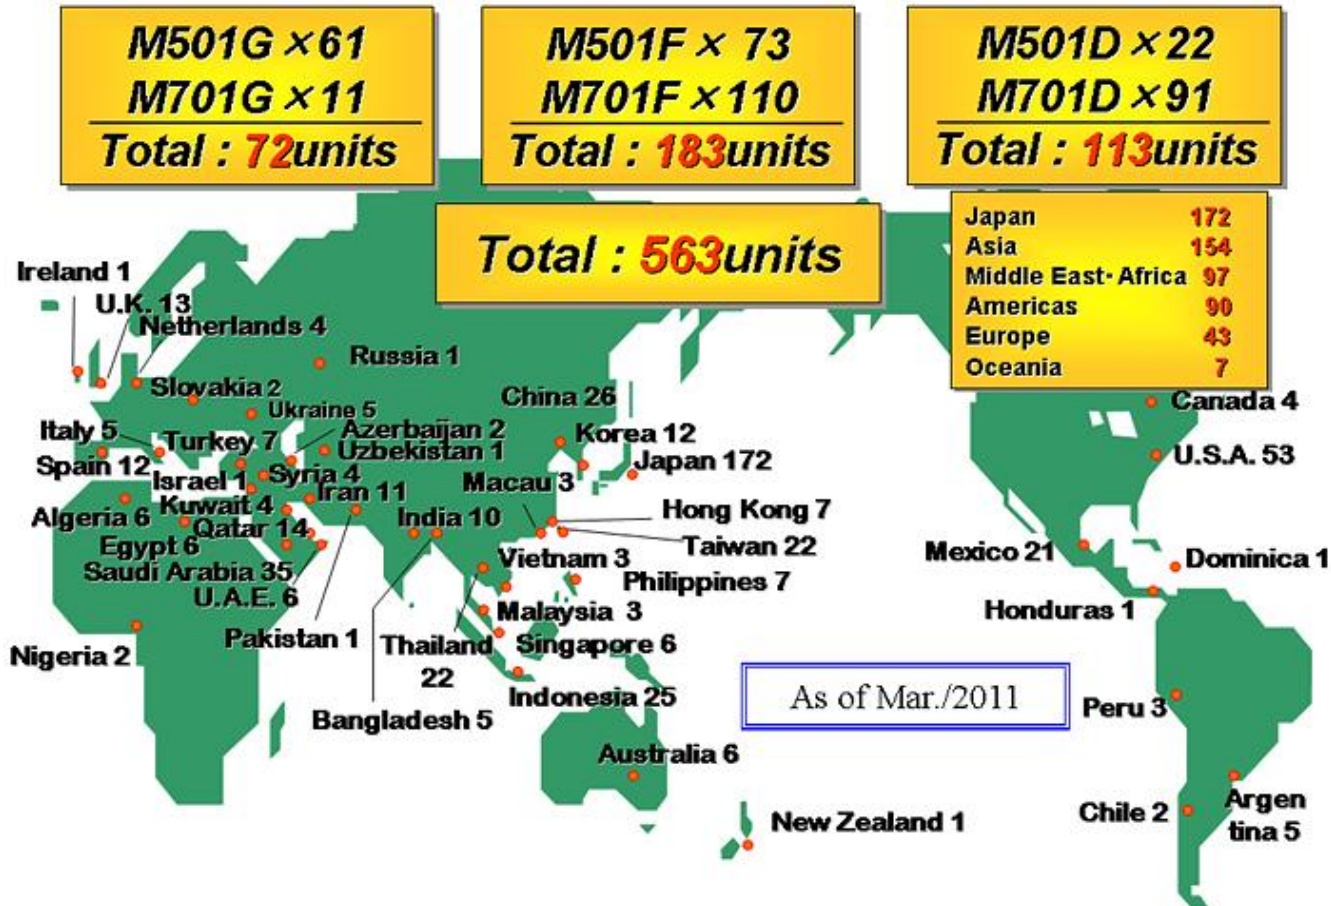 M501G×61
M701G×11
Total : 72units
M501F× 73
M701F×110
Total : 183units
M501D×22
M701D×91
Total : 113units
Total : 563units
Japan 172
Asia 154
Middle East·Africa 97
Americas 90
Europe 43
Oceania 7
Ireland 1
U.K. 13
Netherlands 4
Russia 1
Slovakia 2
Ukraine 5
China 26
Canada 4
Italy 5
Turkey 7
Azerbaijan 2
Korea 12
Spain 12
Uzbekistan 1
Japan 172
U.S.A. 53
Israel 1
Syria 4
Iran 11
Macau 3
Algeria 6
Kuwait 4
Qatar 14
India 10
Hong Kong 7
Egypt 6
Taiwan 22
Mexico 21
Dominica 1
Saudi Arabia 35
Vietnam 3
Philippines 7
U.A.E. 6
Malaysia 3
Honduras 1
Nigeria 2
Pakistan 1
Thailand
22
Singapore 6
Indonesia 25
As of Mar./2011
Peru 3
Bangladesh 5
Australia 6
New Zealand 1
Chile 2
Argen
tina 5